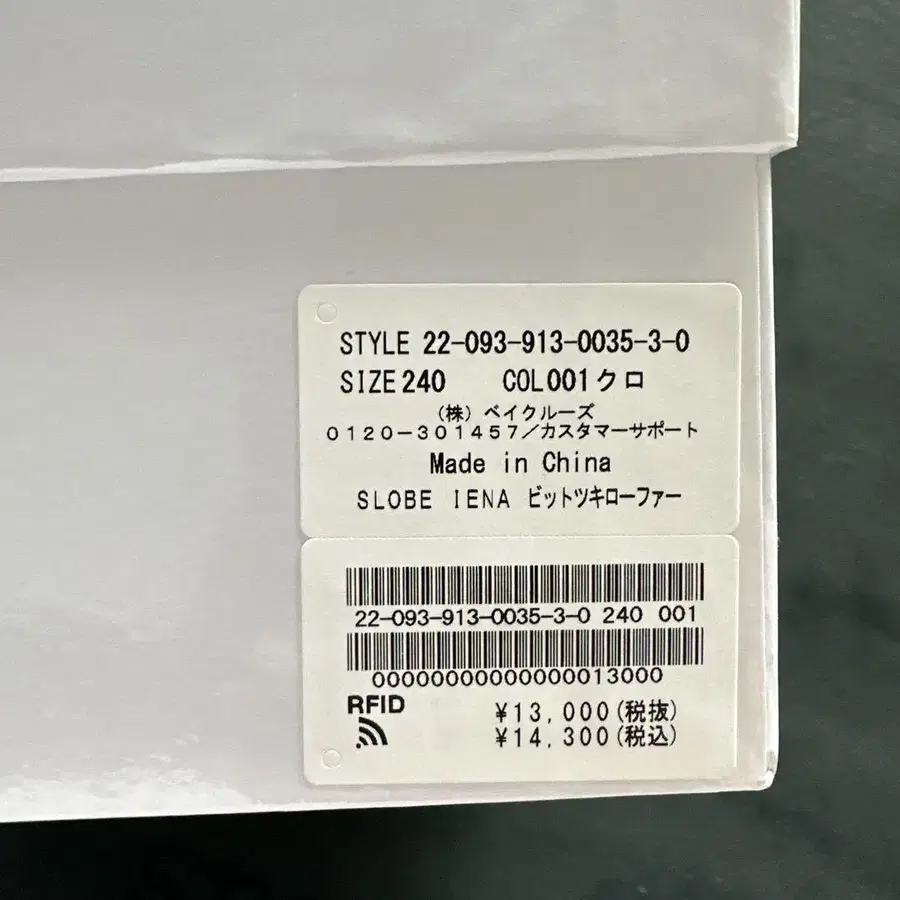 STYLE 22-093-913-0035-3-0
SIZE 240 COL 001 クロ
(株) ベイクルーズ
0120-301457/カスタマーサポート
Made in China
SLOBE IENA ビットツキローファー
22-093-913-0035-3-0 240 001
00000000000000013000
RFID
¥13,000(税抜)
¥14,300(税込)